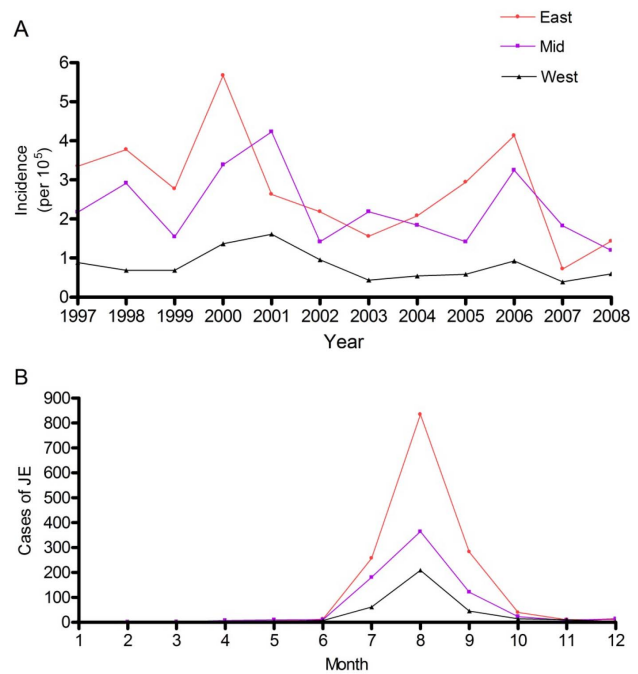 A
East
Mid
West
Incidence
(per 10⁵)
6
5
4
3
2
1
0
1997 1998 1999 2000 2001 2002 2003 2004 2005 2006 2007 2008
Year
B
Cases of JE
900
800
700
600
500
400
300
200
100
0
1 2 3 4 5 6 7 8 9 10 11 12
Month